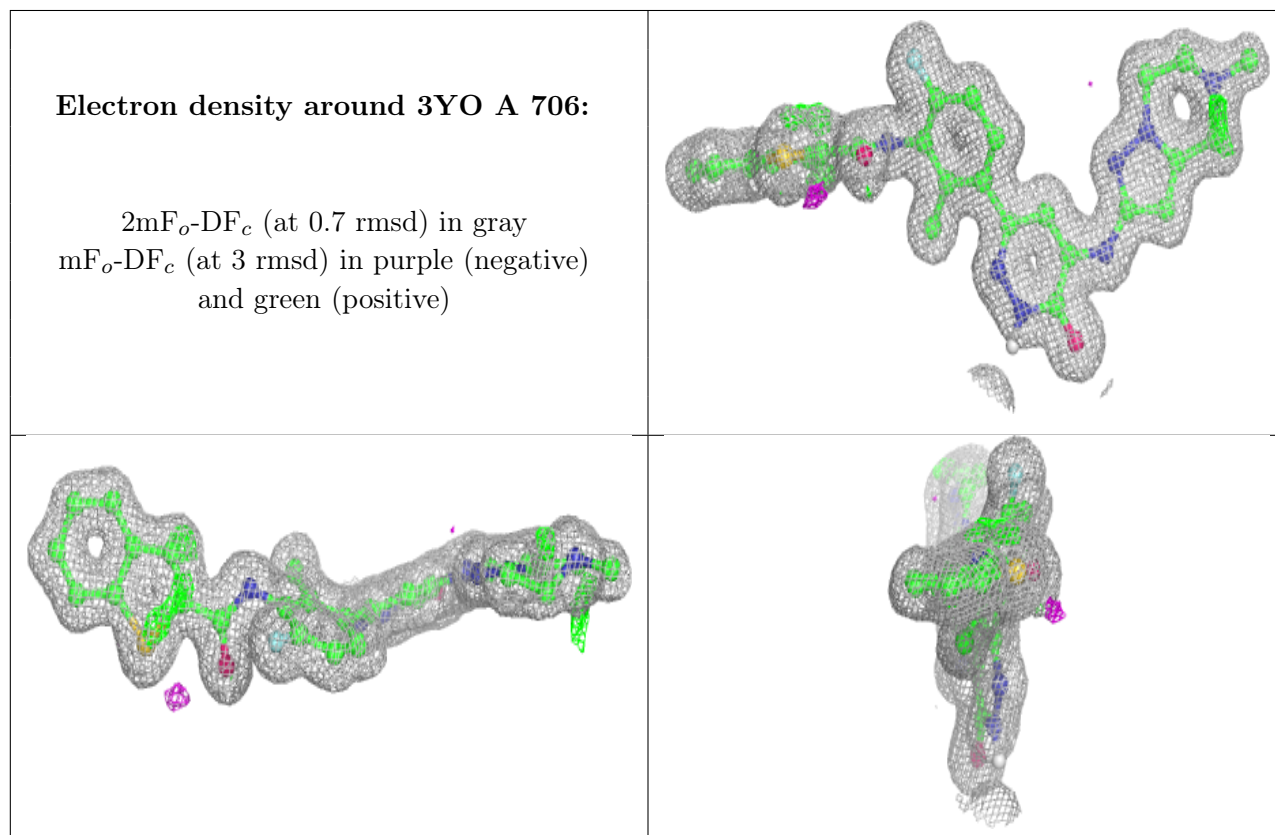 Electron density around 3YO A 706:
2mFₒ-DF𝒸 (at 0.7 rmsd) in gray
mFₒ-DF𝒸 (at 3 rmsd) in purple (negative)
and green (positive)